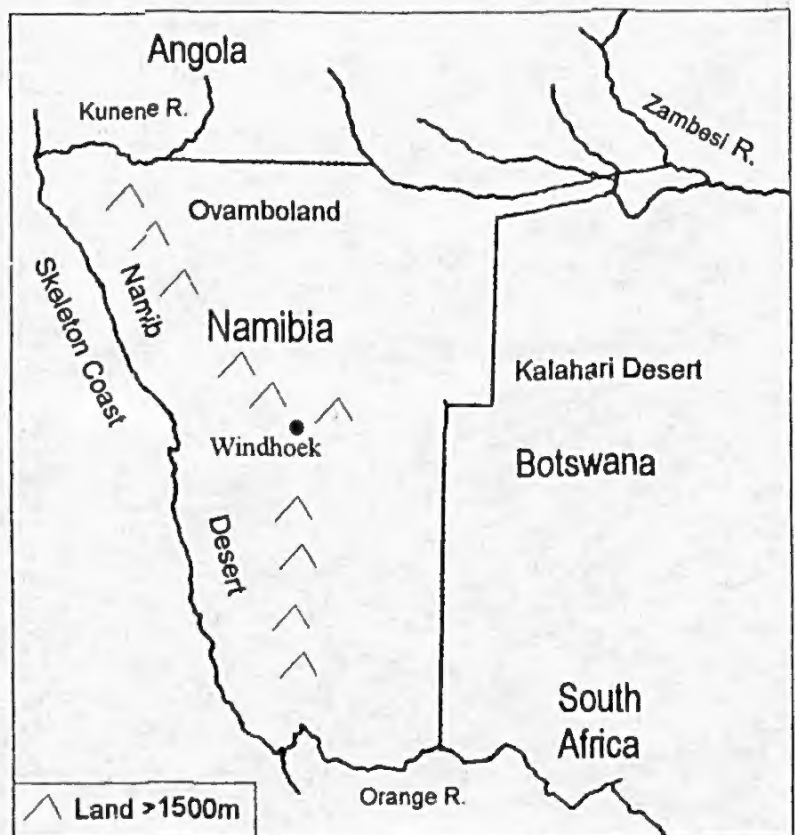 Angola
Kunene R.
Zambesi R.
Ovamboland
Skeleton Coast
Namib
Namibia
Kalahari Desert
Windhoek
Botswana
Desert
South
Africa
Orange R.
Land >1500m